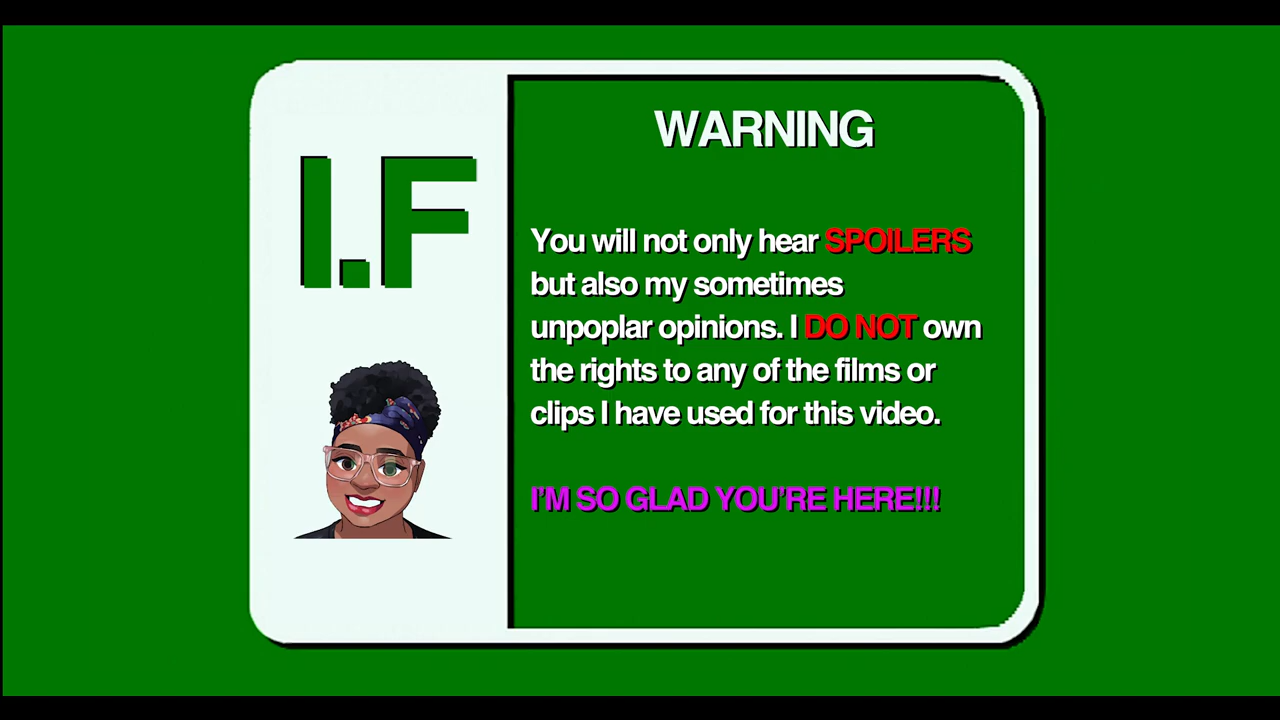 I.F
WARNING
You will not only hear SPOILERS
but also my sometimes
unpoplar opinions. I DO NOT own
the rights to any of the films or
clips I have used for this video.
I'M SO GLAD YOU'RE HERE!!!